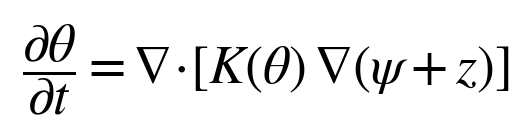 ∂θ/∂t = ∇·[K(θ) ∇(ψ + z)]